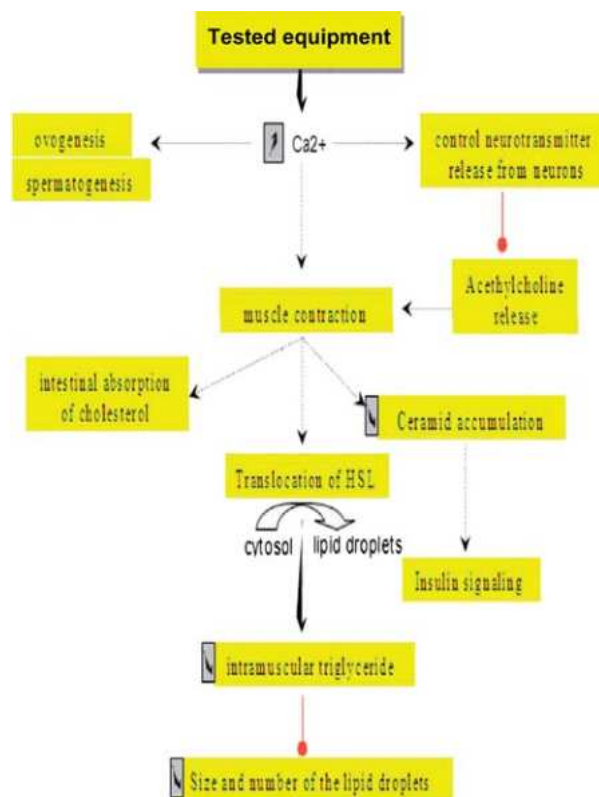 Tested equipment
ovogenesis
spermatogenesis
Ca2+
control neurotransmitter
release from neurons
Acethylcholine
release
muscle contraction
intestinal absorption
of cholesterol
Ceramid accumulation
Translocation of HSL
cytosol
lipid droplets
Insulin signaling
intramuscular triglyceride
Size and number of the lipid droplets